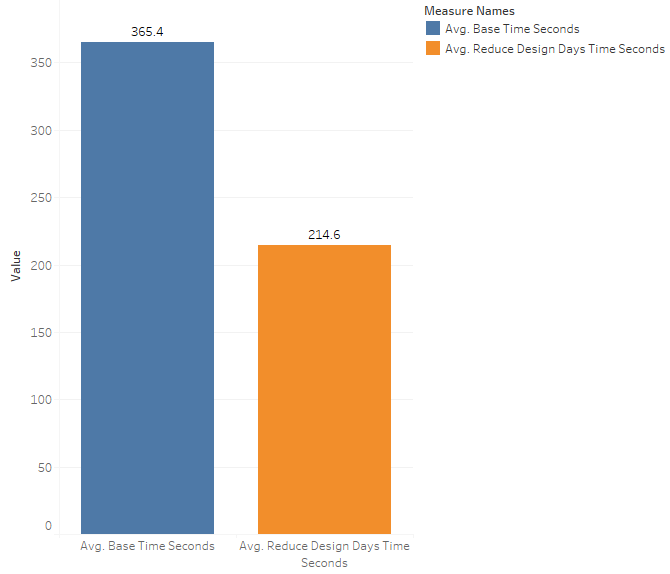 Measure Names
Avg. Base Time Seconds
Avg. Reduce Design Days Time Seconds
365.4
214.6
350
300
250
200
150
100
50
0
Value
Avg. Base Time Seconds
Avg. Reduce Design Days Time
Seconds